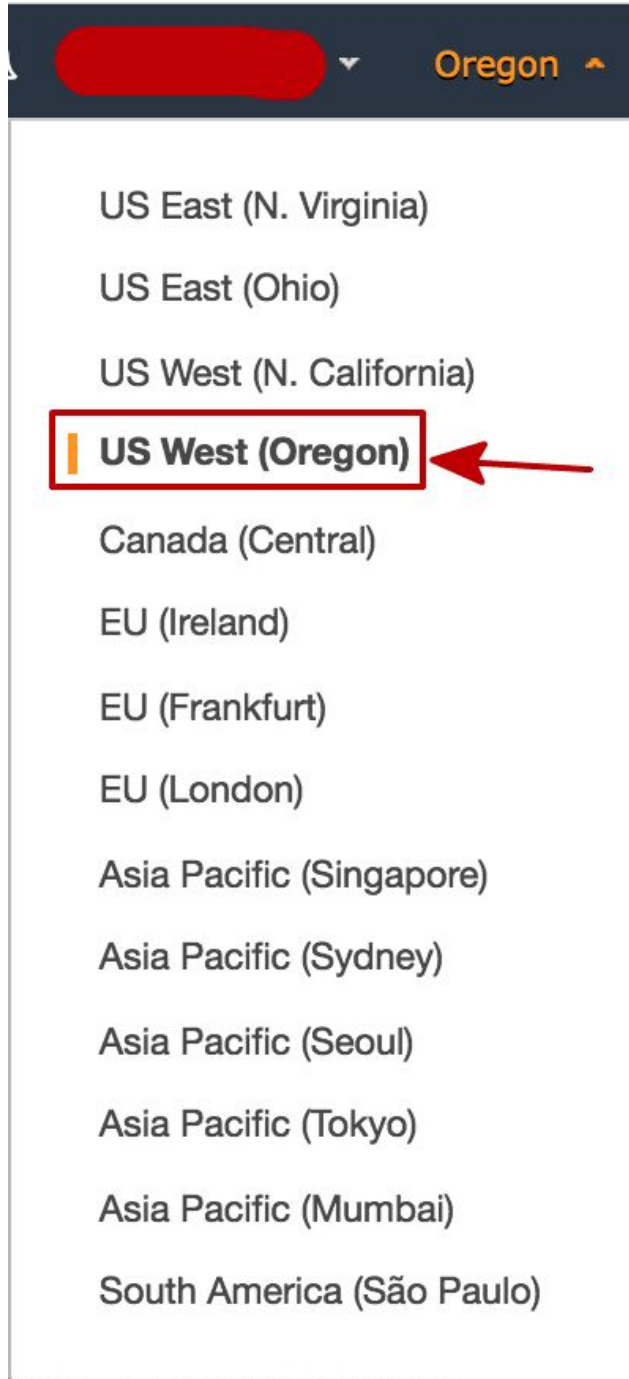 Oregon
US East (N. Virginia)
US East (Ohio)
US West (N. California)
US West (Oregon)
Canada (Central)
EU (Ireland)
EU (Frankfurt)
EU (London)
Asia Pacific (Singapore)
Asia Pacific (Sydney)
Asia Pacific (Seoul)
Asia Pacific (Tokyo)
Asia Pacific (Mumbai)
South America (São Paulo)